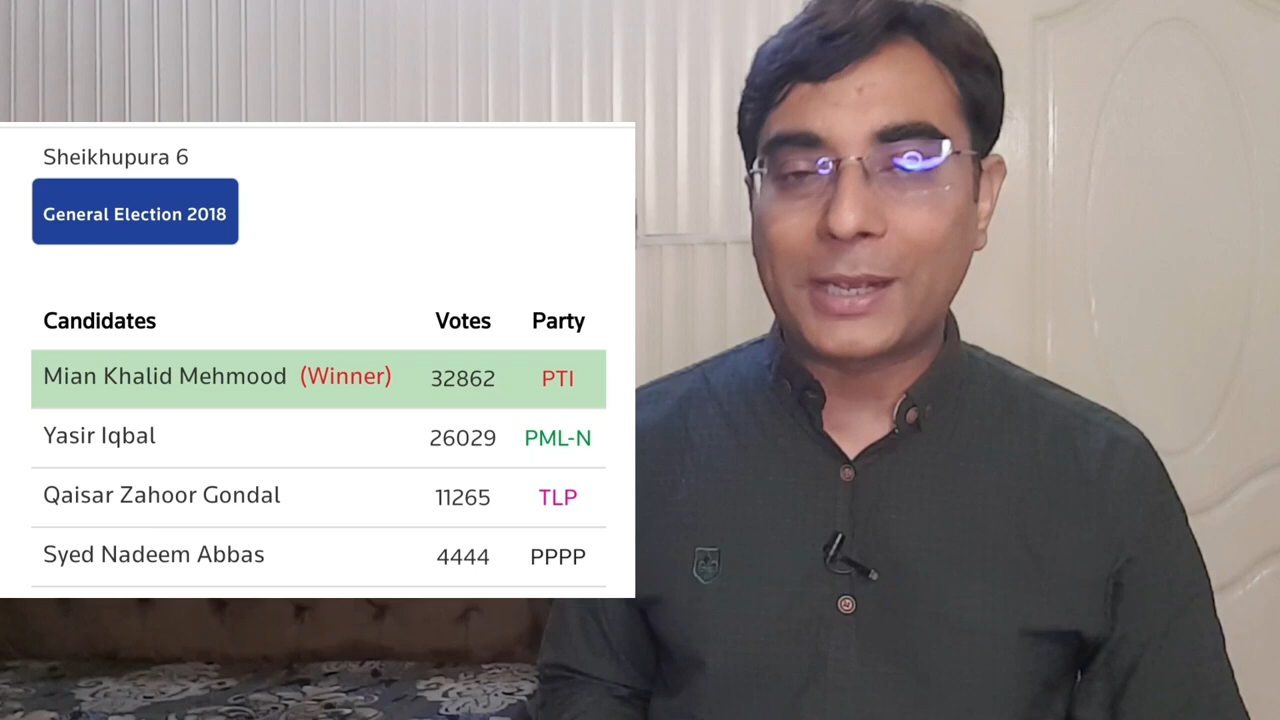 Sheikhupura 6
General Election 2018
Candidates Votes Party
Mian Khalid Mehmood (Winner) 32862 PTI
Yasir Iqbal 26029 PML-N
Qaisar Zahoor Gondal 11265 TLP
Syed Nadeem Abbas 4444 PPPP